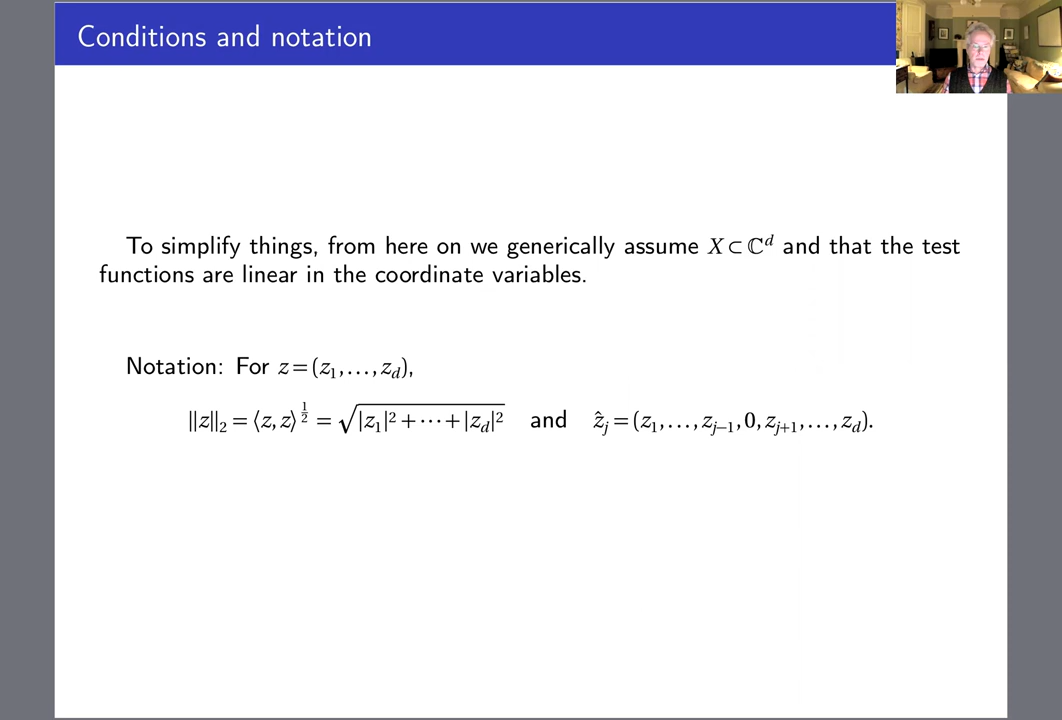 Conditions and notation
To simplify things, from here on we generically assume X ⊂ ℂ^d and that the test
functions are linear in the coordinate variables.
Notation: For z = (z_1, …, z_d),
||z||_2 = ⟨z, z⟩^{1/2} = √(|z_1|^2 + ⋯ + |z_d|^2) and ẑ_j = (z_1, …, z_{j−1}, 0, z_{j+1}, …, z_d).